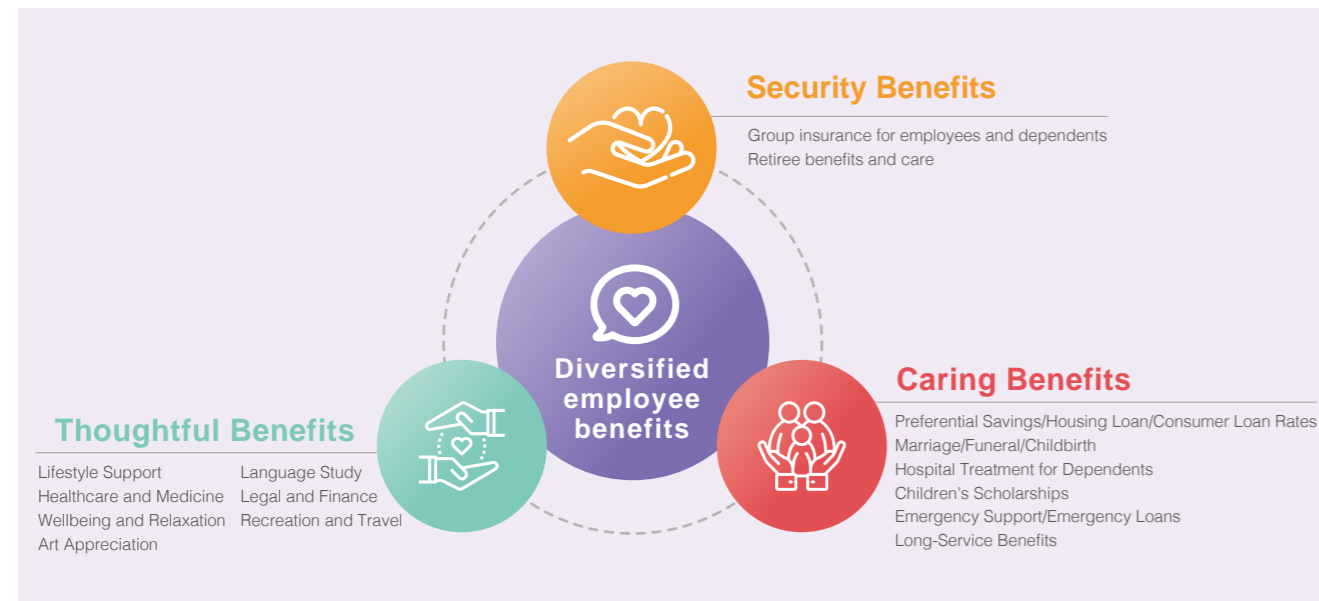 Security Benefits
Group insurance for employees and dependents
Retiree benefits and care
Diversified
employee
benefits
Caring Benefits
Preferential Savings/Housing Loan/Consumer Loan Rates
Marriage/Funeral/Childbirth
Hospital Treatment for Dependents
Children's Scholarships
Emergency Support/Emergency Loans
Long-Service Benefits
Thoughtful Benefits
Lifestyle Support
Healthcare and Medicine
Wellbeing and Relaxation
Art Appreciation
Language Study
Legal and Finance
Recreation and Travel